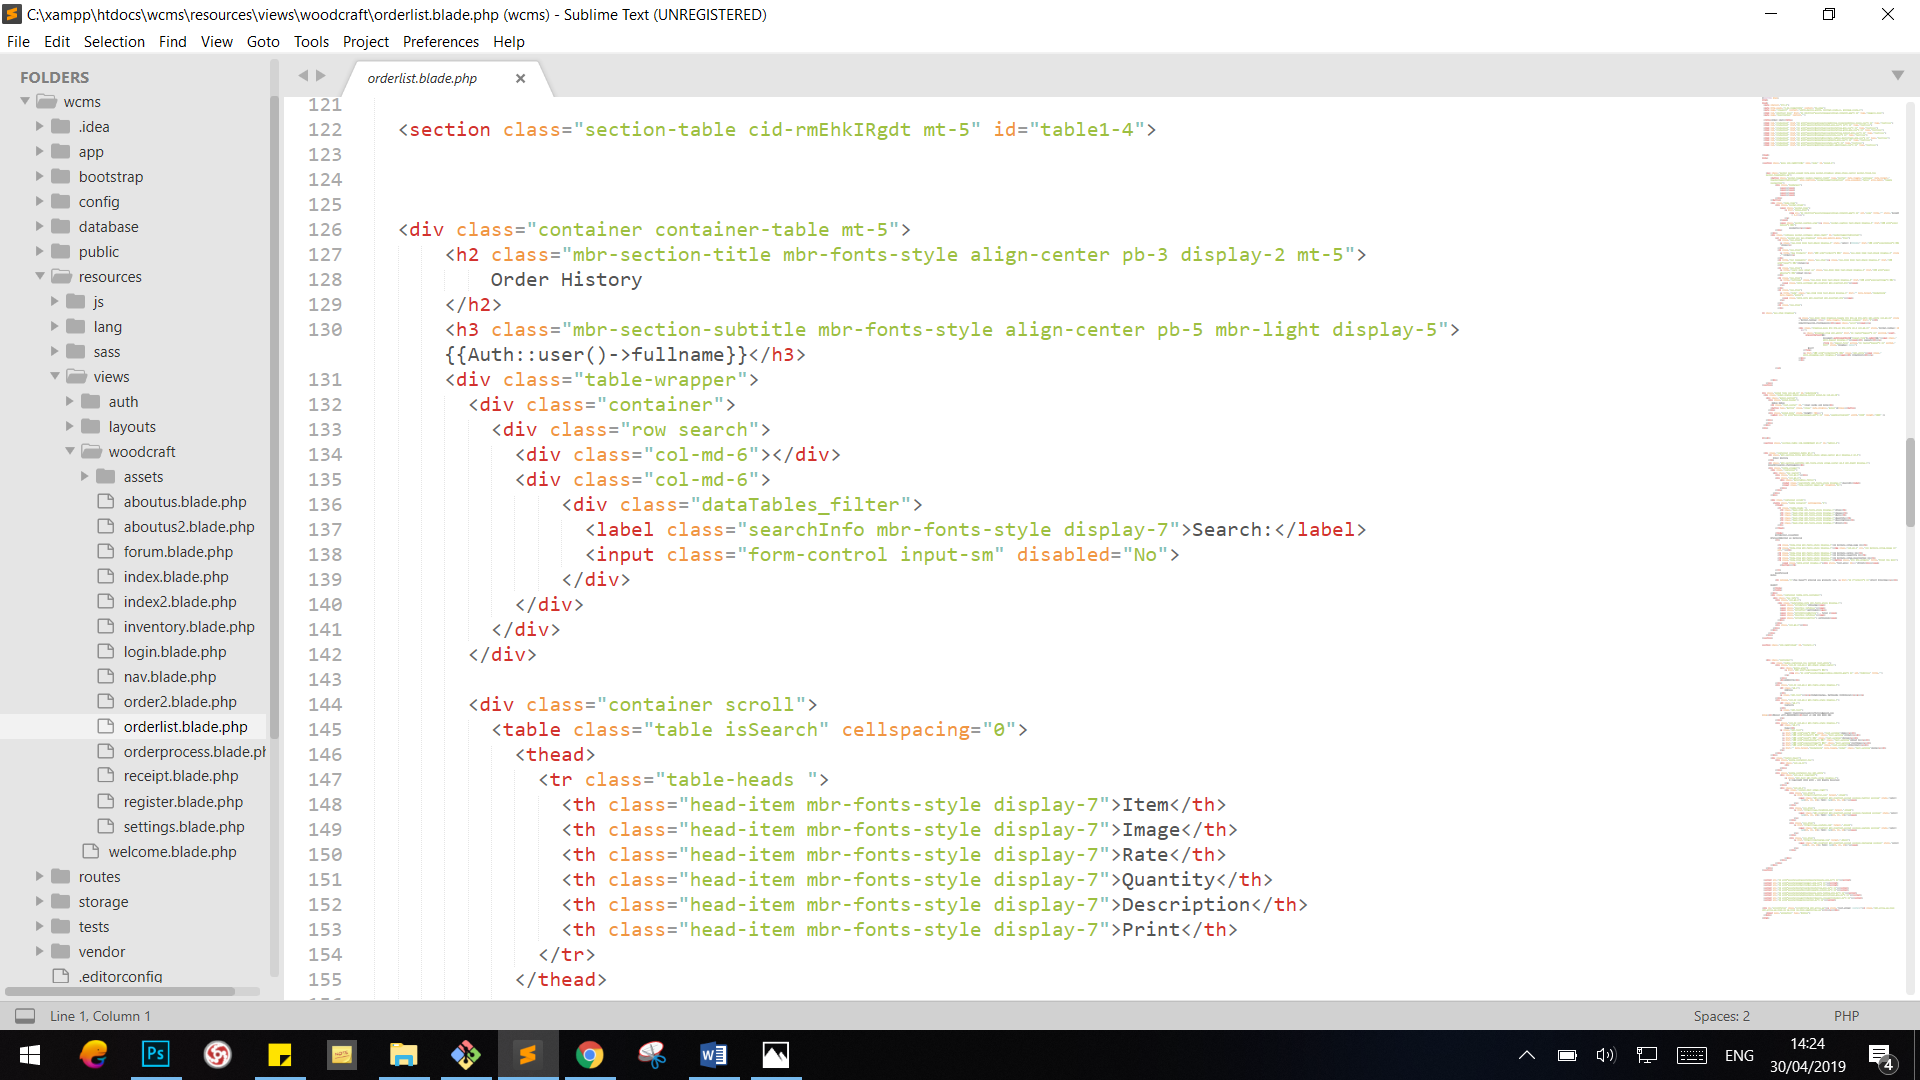 C:\xampp\htdocs\wcms\resources\views\woodcraft\orderlist.blade.php (wcms) - Sublime Text (UNREGISTERED)
File Edit Selection Find View Goto Tools Project Preferences Help
FOLDERS
wcms
.idea
app
bootstrap
config
database
public
resources
js
lang
sass
views
auth
layouts
woodcraft
assets
aboutus.blade.php
aboutus2.blade.php
forum.blade.php
index.blade.php
index2.blade.php
inventory.blade.php
login.blade.php
nav.blade.php
order2.blade.php
orderlist.blade.php
orderprocess.blade.ph
receipt.blade.php
register.blade.php
settings.blade.php
welcome.blade.php
routes
storage
tests
vendor
.editorconfig
orderlist.blade.php
121
122 <section class="section-table cid-rmEhkIRgdt mt-5" id="table1-4">
123
124
125
126 <div class="container container-table mt-5">
127 <h2 class="mbr-section-title mbr-fonts-style align-center pb-3 display-2 mt-5">
128 Order History
129 </h2>
130 <h3 class="mbr-section-subtitle mbr-fonts-style align-center pb-5 mbr-light display-5">
{{Auth::user()->fullname}}</h3>
131 <div class="table-wrapper">
132 <div class="container">
133 <div class="row search">
134 <div class="col-md-6"></div>
135 <div class="col-md-6">
136 <div class="dataTables_filter">
137 <label class="searchInfo mbr-fonts-style display-7">Search:</label>
138 <input class="form-control input-sm" disabled="No">
139 </div>
140 </div>
141 </div>
142 </div>
143
144 <div class="container scroll">
145 <table class="table isSearch" cellspacing="0">
146 <thead>
147 <tr class="table-heads ">
148 <th class="head-item mbr-fonts-style display-7">Item</th>
149 <th class="head-item mbr-fonts-style display-7">Image</th>
150 <th class="head-item mbr-fonts-style display-7">Rate</th>
151 <th class="head-item mbr-fonts-style display-7">Quantity</th>
152 <th class="head-item mbr-fonts-style display-7">Description</th>
153 <th class="head-item mbr-fonts-style display-7">Print</th>
154 </tr>
155 </thead>
Line 1, Column 1
Spaces: 2
PHP
Ps
ENG
14:24
30/04/2019
4